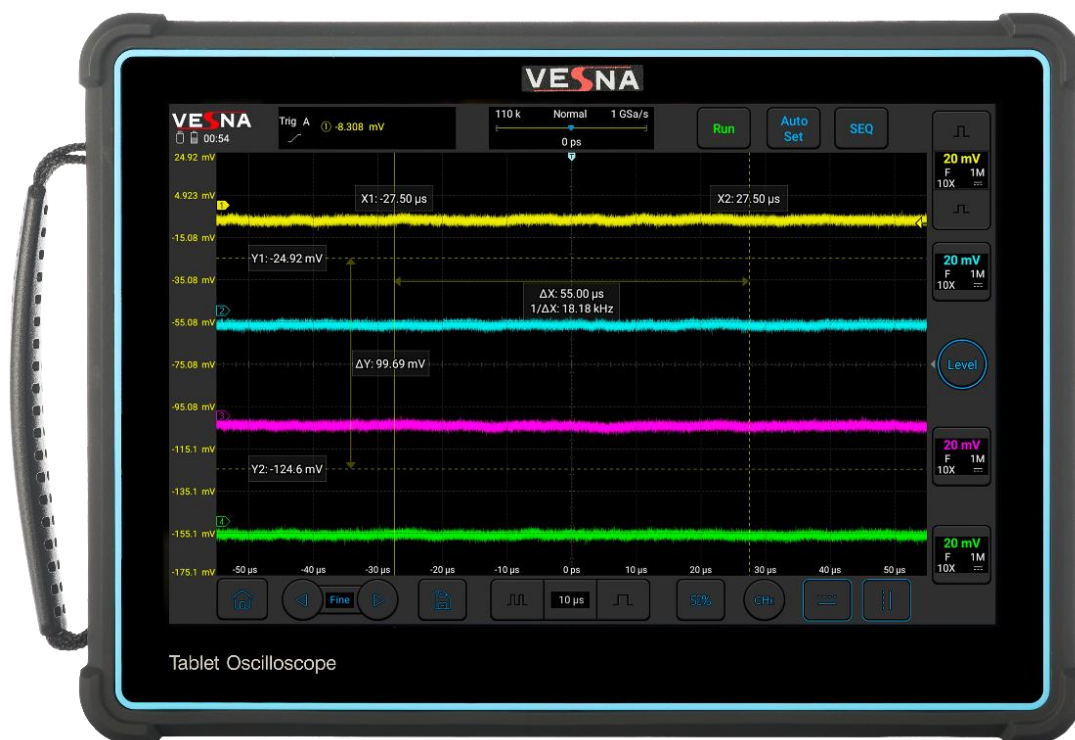 VESNA
VESNA
00:54
Trig A
① -8.308 mV
110 k Normal 1 GSa/s
0 ps
Run
Auto
Set
SEQ
T
24.92 mV
4.923 mV
-15.08 mV
-35.08 mV
-55.08 mV
-75.08 mV
-95.08 mV
-115.1 mV
-135.1 mV
-155.1 mV
-175.1 mV
1
2
3
4
X1: -27.50 µs
X2: 27.50 µs
Y1: -24.92 mV
ΔX: 55.00 µs
1/ΔX: 18.18 kHz
ΔY: 99.69 mV
Y2: -124.6 mV
-50 µs
-40 µs
-30 µs
-20 µs
-10 µs
0 ps
10 µs
20 µs
30 µs
40 µs
50 µs
20 mV
F 1M
10X
20 mV
F 1M
10X
Level
20 mV
F 1M
10X
20 mV
F 1M
10X
Fine
10 µs
50%
Tablet Oscilloscope